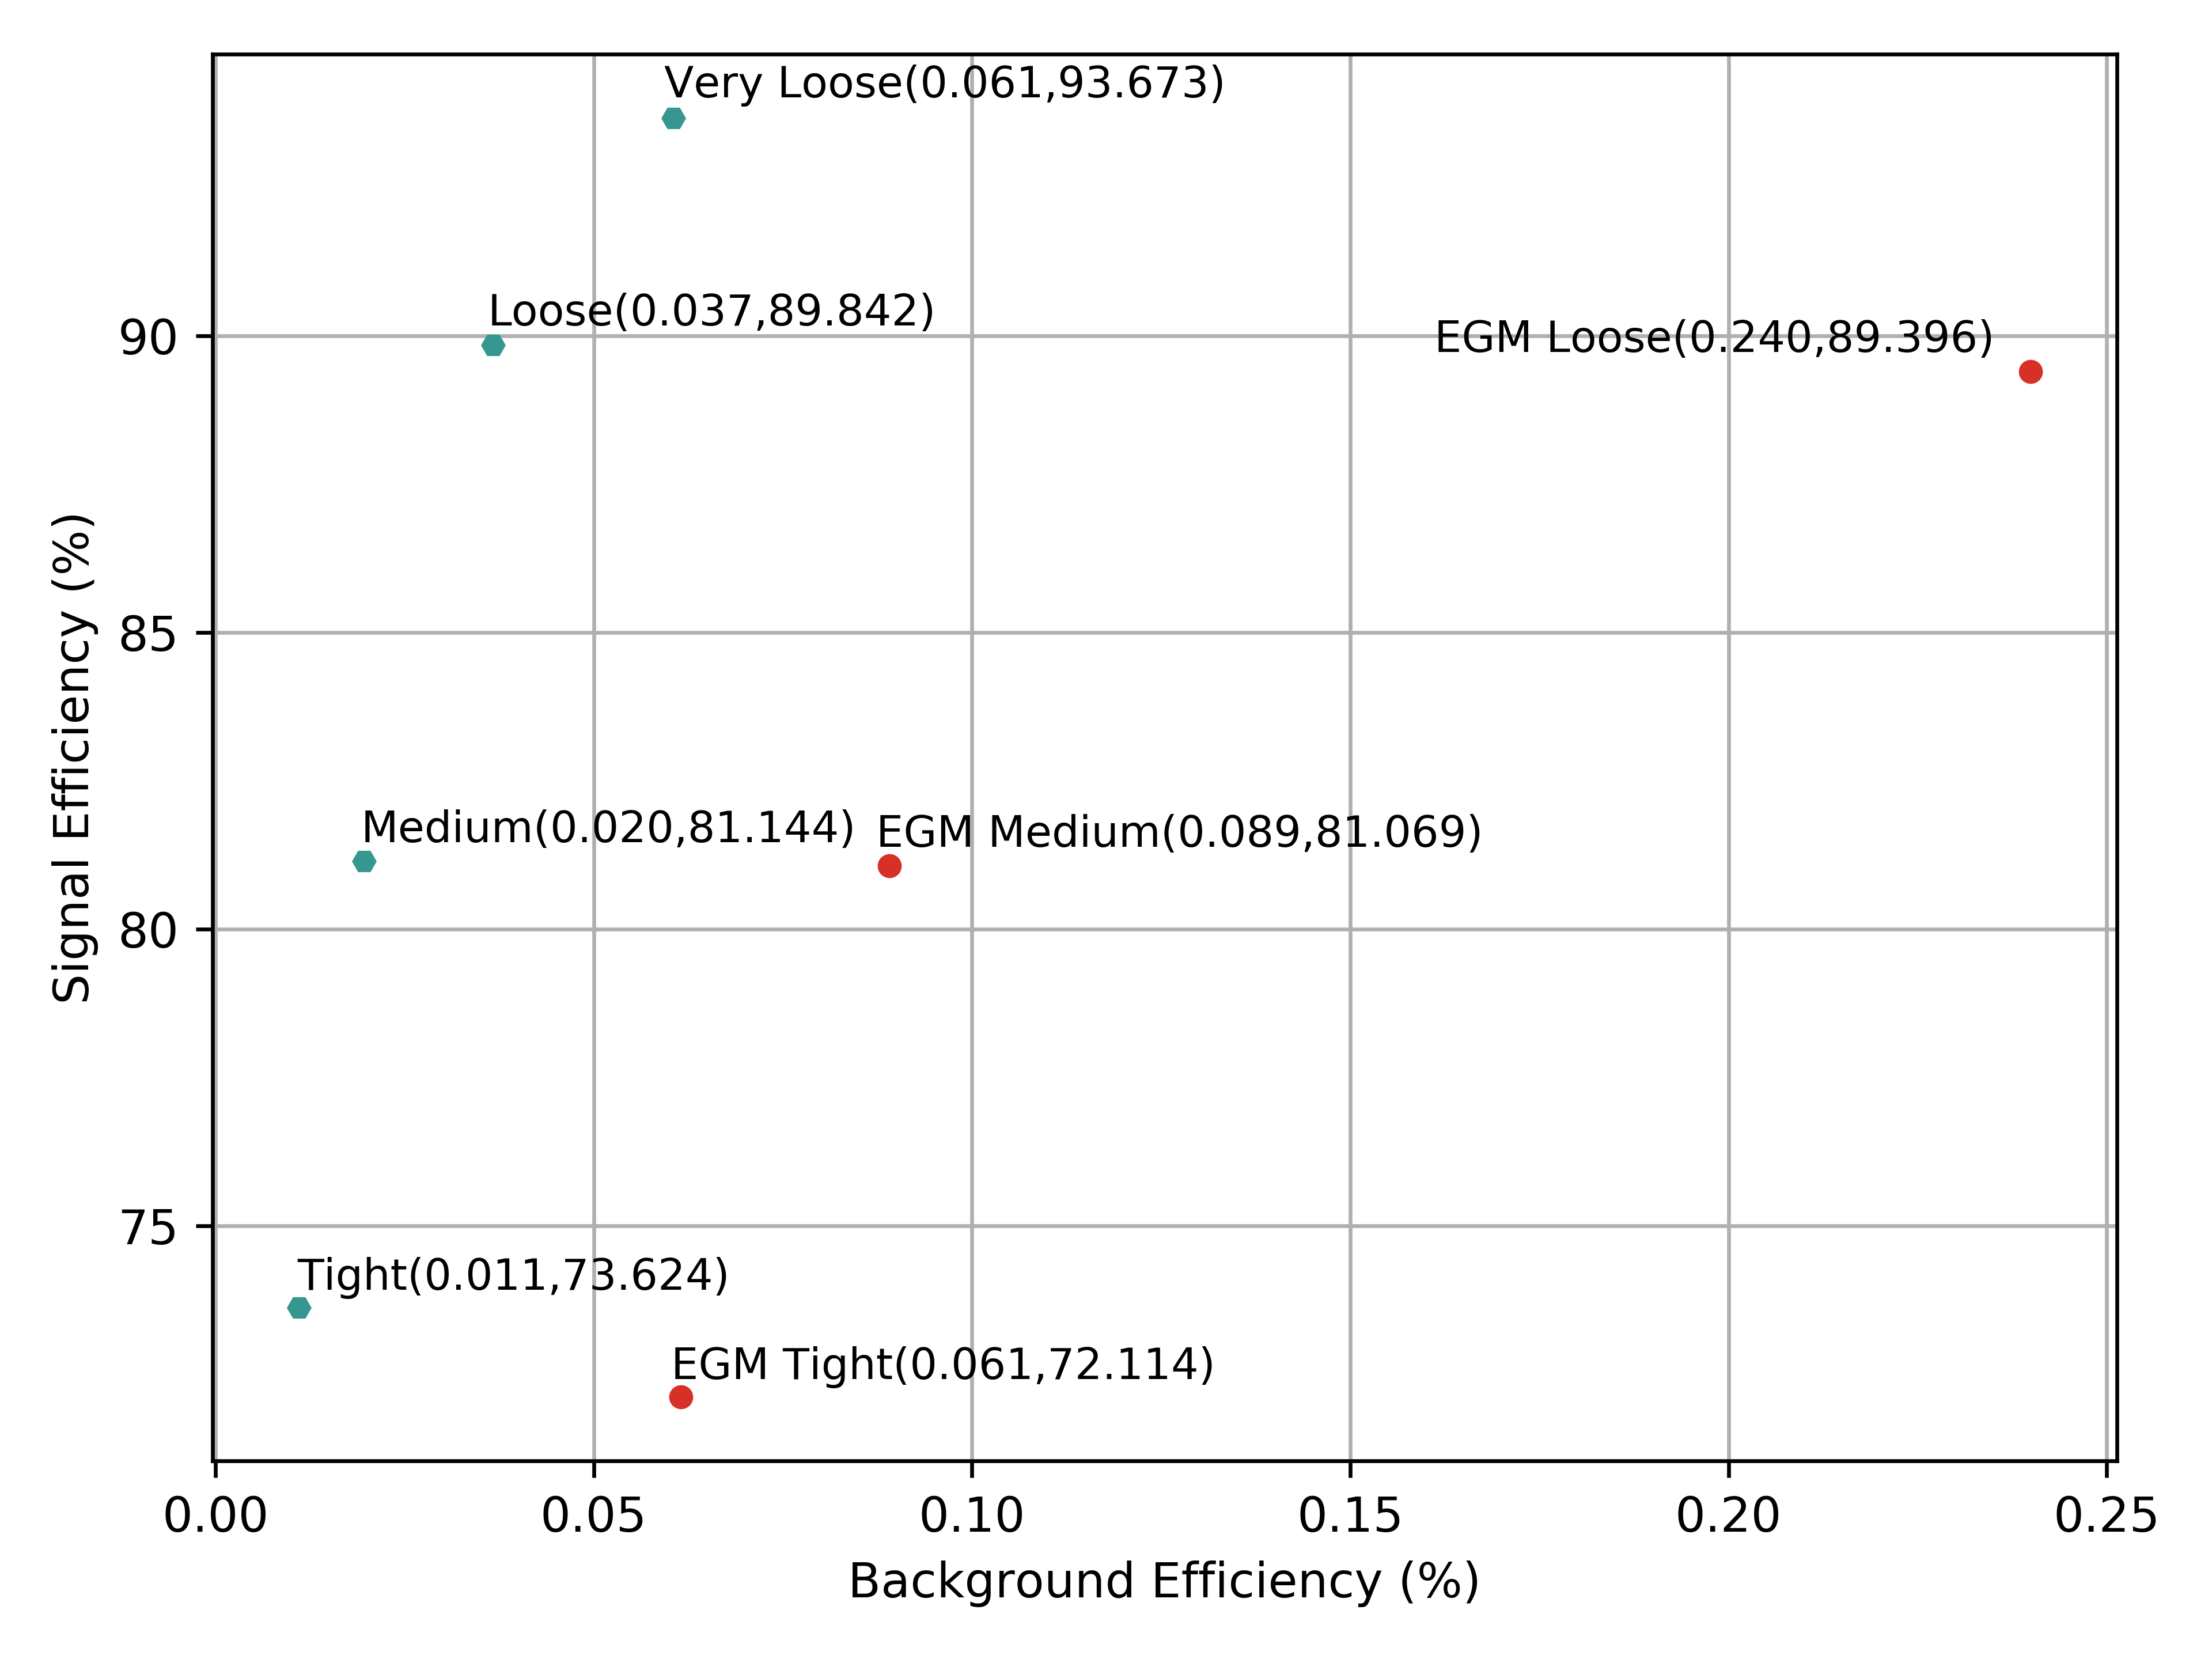 Very Loose(0.061,93.673)
Loose(0.037,89.842)
EGM Loose(0.240,89.396)
Medium(0.020,81.144)
EGM Medium(0.089,81.069)
Tight(0.011,73.624)
EGM Tight(0.061,72.114)
90
85
80
75
Signal Efficiency (%)
0.00 0.05 0.10 0.15 0.20 0.25
Background Efficiency (%)